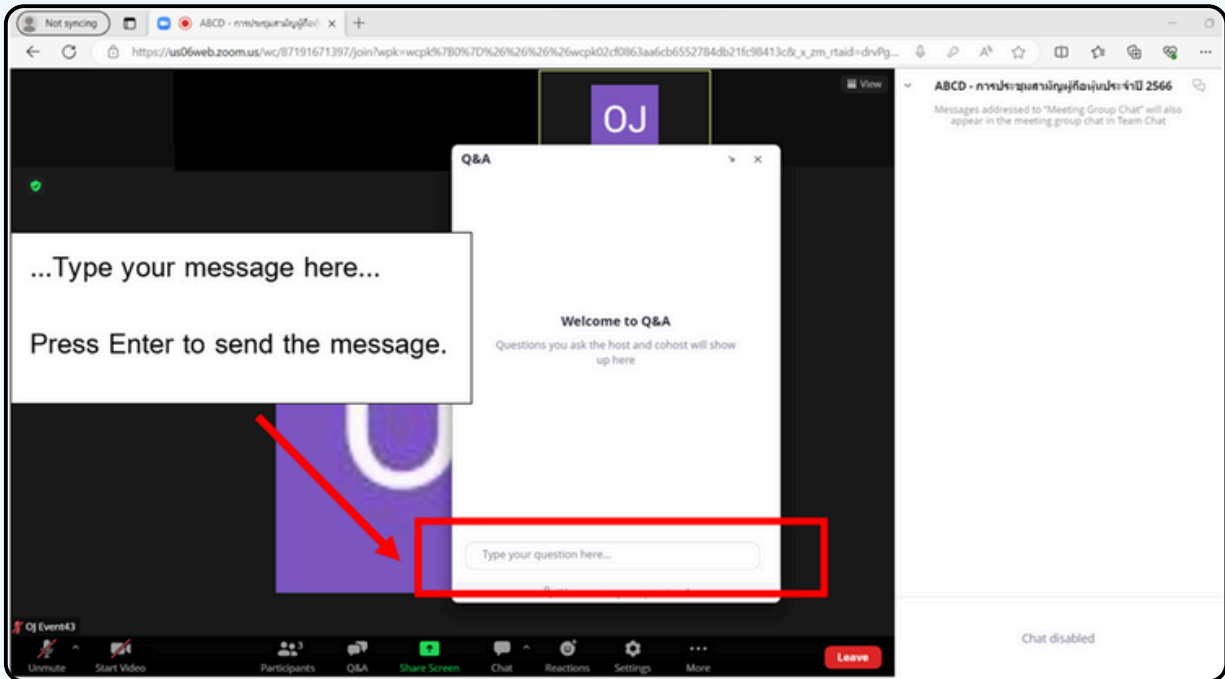 Not syncing
ABCD - การประชุมสามัญผู้ถือหุ้
https://us06web.zoom.us/wc/87191671397/join?wpk=wcpk%7B0%7D%26%26%26%26wcpk02cf0863aa6cb6552784db21fc98413c&_x_zm_rtaid=drvPg...
View
OJ
ABCD - การประชุมสามัญผู้ถือหุ้นประจำปี 2566
Messages addressed to "Meeting Group Chat" will also
appear in the meeting group chat in Team Chat
Q&A
...Type your message here...
Press Enter to send the message.
Welcome to Q&A
Questions you ask the host and cohost will show
up here
Type your question here...
OJ Event43
Unmute
Start Video
3
Participants
Q&A
Share Screen
Chat
Reactions
Settings
More
Leave
Chat disabled